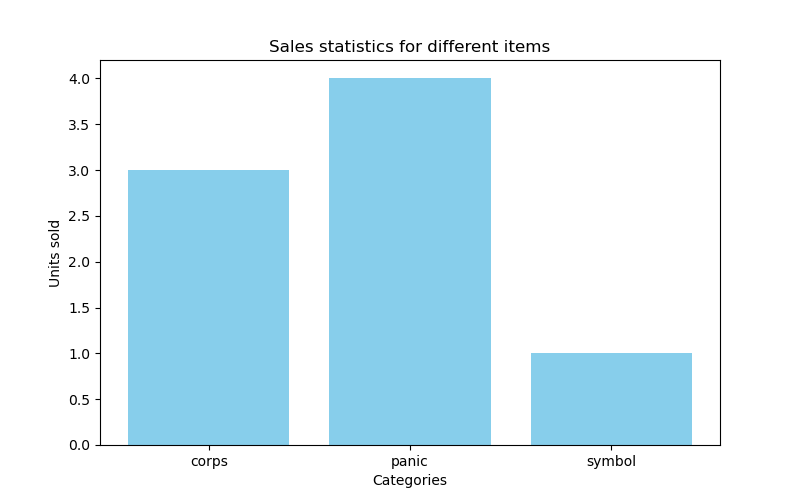 Sales statistics for different items
4.0
3.5
3.0
2.5
2.0
1.5
1.0
0.5
0.0
Units sold
corps panic symbol
Categories